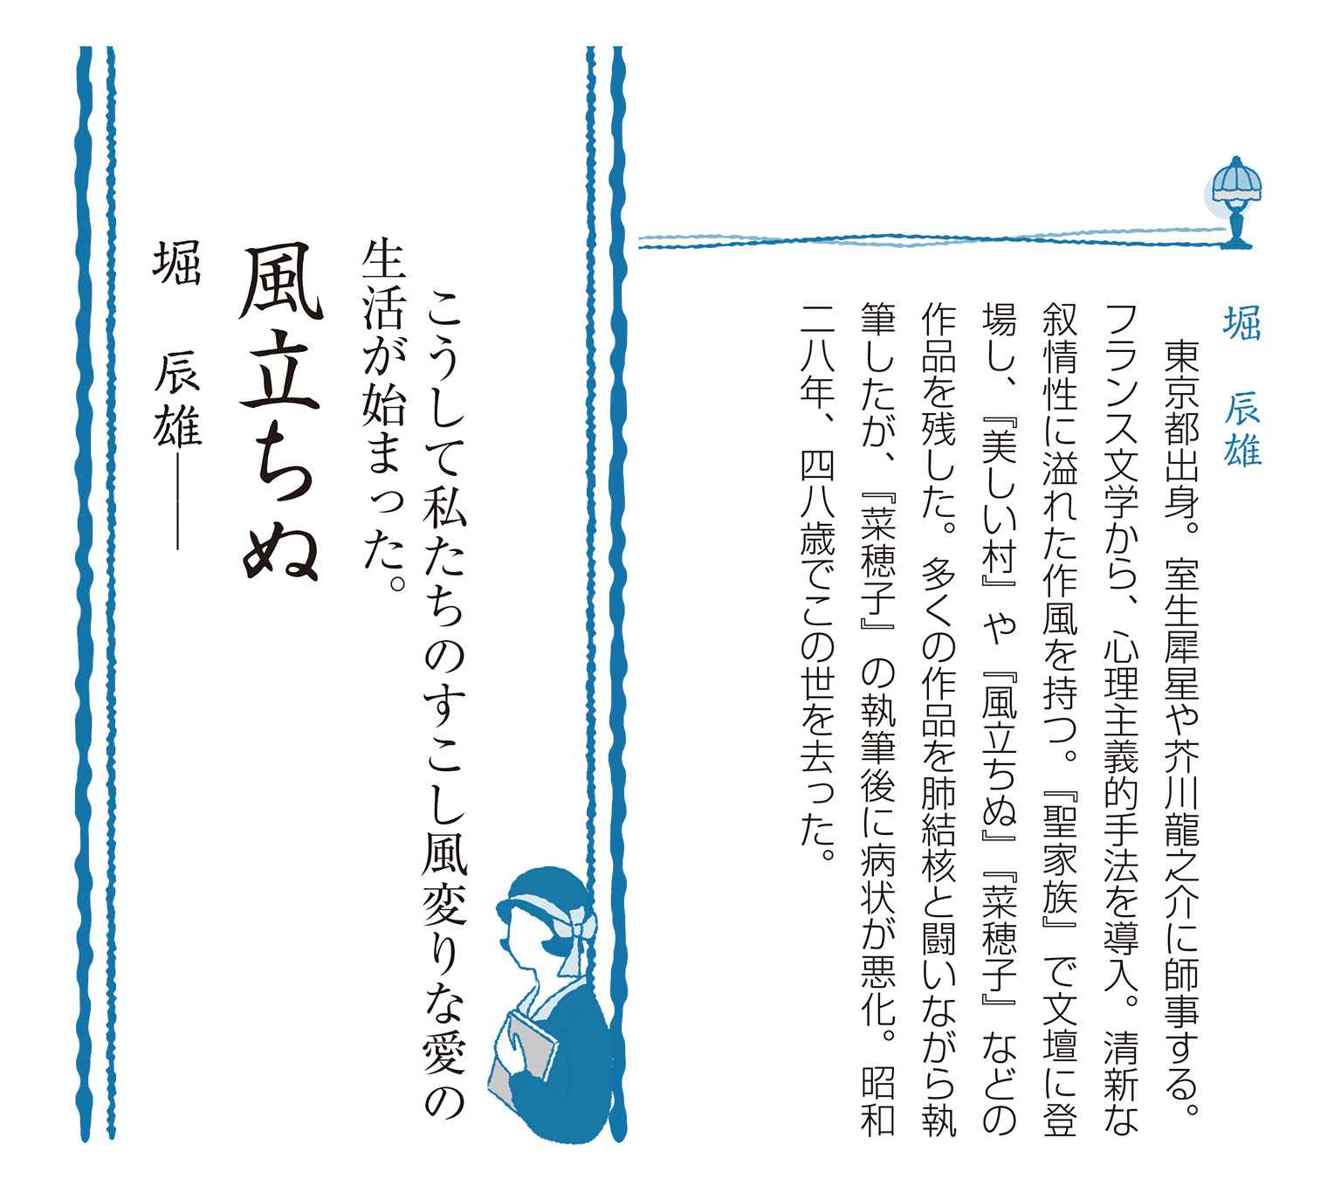 堀 辰雄
東京都出身。室生犀星や芥川龍之介に師事する。
フランス文学から、心理主義的手法を導入。清新な
叙情性に溢れた作風を持つ。『聖家族』で文壇に登
場し、『美しい村』や『風立ちぬ』『菜穂子』などの
作品を残した。多くの作品を肺結核と闘いながら執
筆したが、『菜穂子』の執筆後に病状が悪化。昭和
二八年、四八歳でこの世を去った。
こうして私たちのすこし風変りな愛の
生活が始まった。
風立ちぬ
堀 辰雄――